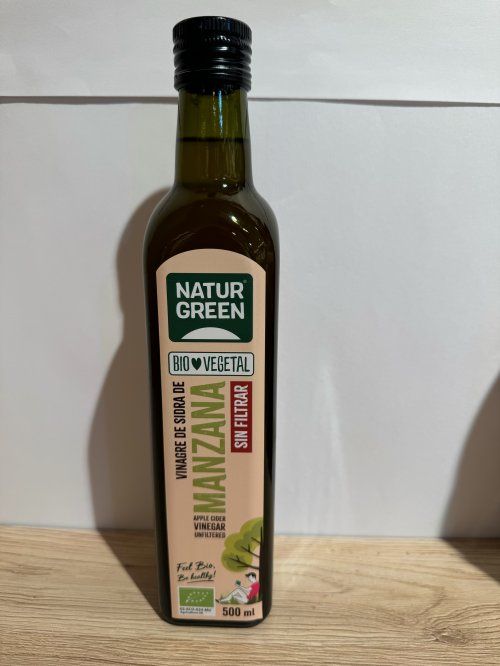 NATUR®
GREEN
BIO♥VEGETAL
VINAGRE DE SIDRA DE
MANZANA
SIN FILTRAR
APPLE CIDER
VINEGAR
UNFILTERED
Feel Bio,
Be healthy!
500 ml